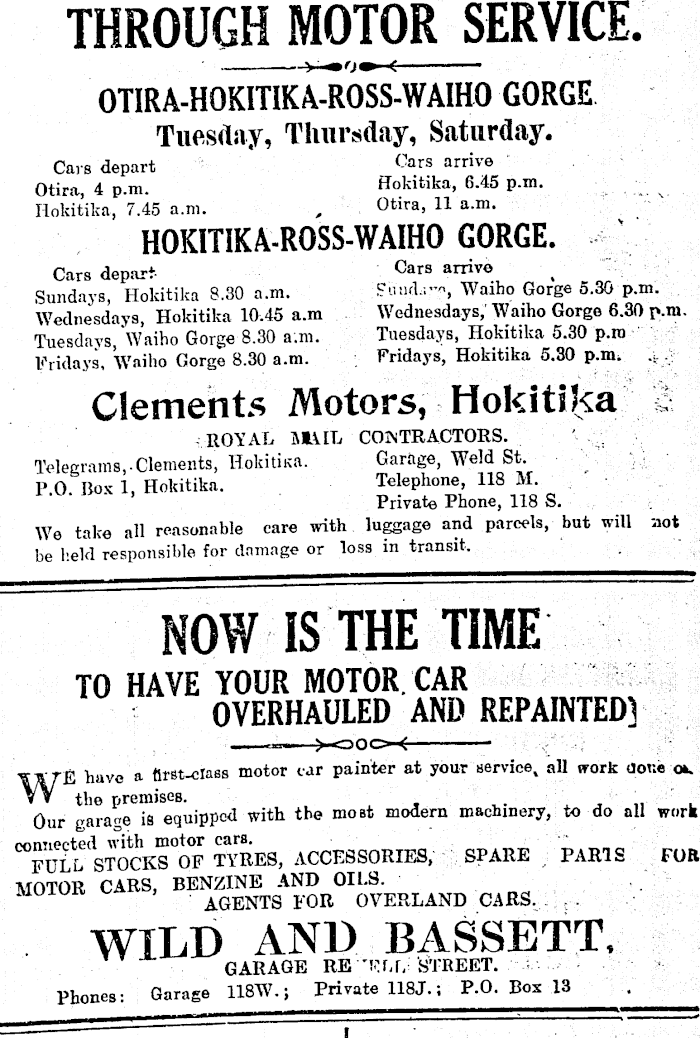 THROUGH MOTOR SERVICE.
OTIRA-HOKITIKA-ROSS-WAIHO GORGE.
Tuesday, Thursday, Saturday.
Cars depart
Otira, 4 p.m.
Hokitika, 7.45 a.m.
Cars arrive
Hokitika, 6.45 p.m.
Otira, 11 a.m.
HOKITIKA-ROSS-WAIHO GORGE.
Cars depart
Sundays, Hokitika 8.30 a.m.
Wednesdays, Hokitika 10.45 a.m
Tuesdays, Waiho Gorge 8.30 a.m.
Fridays, Waiho Gorge 8.30 a.m.
Cars arrive
Sundays, Waiho Gorge 5.30 p.m.
Wednesdays, Waiho Gorge 6.30 p.m.
Tuesdays, Hokitika 5.30 p.m
Fridays, Hokitika 5.30 p.m.
Clements Motors, Hokitika
ROYAL MAIL CONTRACTORS.
Telegrams, Clements, Hokitika.
P.O. Box 1, Hokitika.
Garage, Weld St.
Telephone, 118 M.
Private Phone, 118 S.
We take all reasonable care with luggage and parcels, but will not
be held responsible for damage or loss in transit.
NOW IS THE TIME
TO HAVE YOUR MOTOR CAR
OVERHAULED AND REPAINTED]
WE have a first-class motor car painter at your service, all work done on
the premises.
Our garage is equipped with the most modern machinery, to do all work
connected with motor cars.
FULL STOCKS OF TYRES, ACCESSORIES, SPARE PARTS FOR
MOTOR CARS, BENZINE AND OILS.
AGENTS FOR OVERLAND CARS.
WILD AND BASSETT,
GARAGE REVELL STREET.
Phones: Garage 118W.; Private 118J.; P.O. Box 13